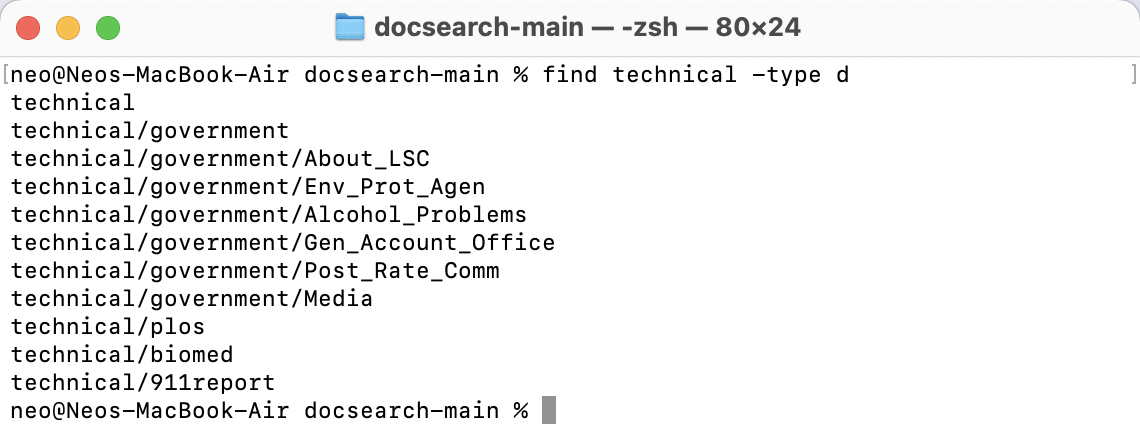 docsearch-main — -zsh — 80×24
[neo@Neos-MacBook-Air docsearch-main % find technical -type d ]
technical
technical/government
technical/government/About_LSC
technical/government/Env_Prot_Agen
technical/government/Alcohol_Problems
technical/government/Gen_Account_Office
technical/government/Post_Rate_Comm
technical/government/Media
technical/plos
technical/biomed
technical/911report
neo@Neos-MacBook-Air docsearch-main %